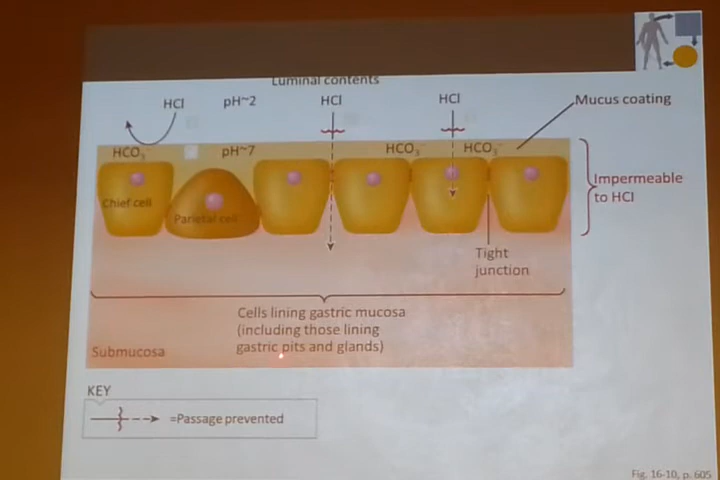 Luminal contents
HCl
pH~2
HCl
HCl
Mucus coating
HCO3-
pH~7
HCO3-
HCO3-
Impermeable
to HCl
Chief cell
Parietal cell
Tight
junction
Cells lining gastric mucosa
(including those lining
gastric pits and glands)
Submucosa
KEY
=Passage prevented
Fig. 16-10, p. 605